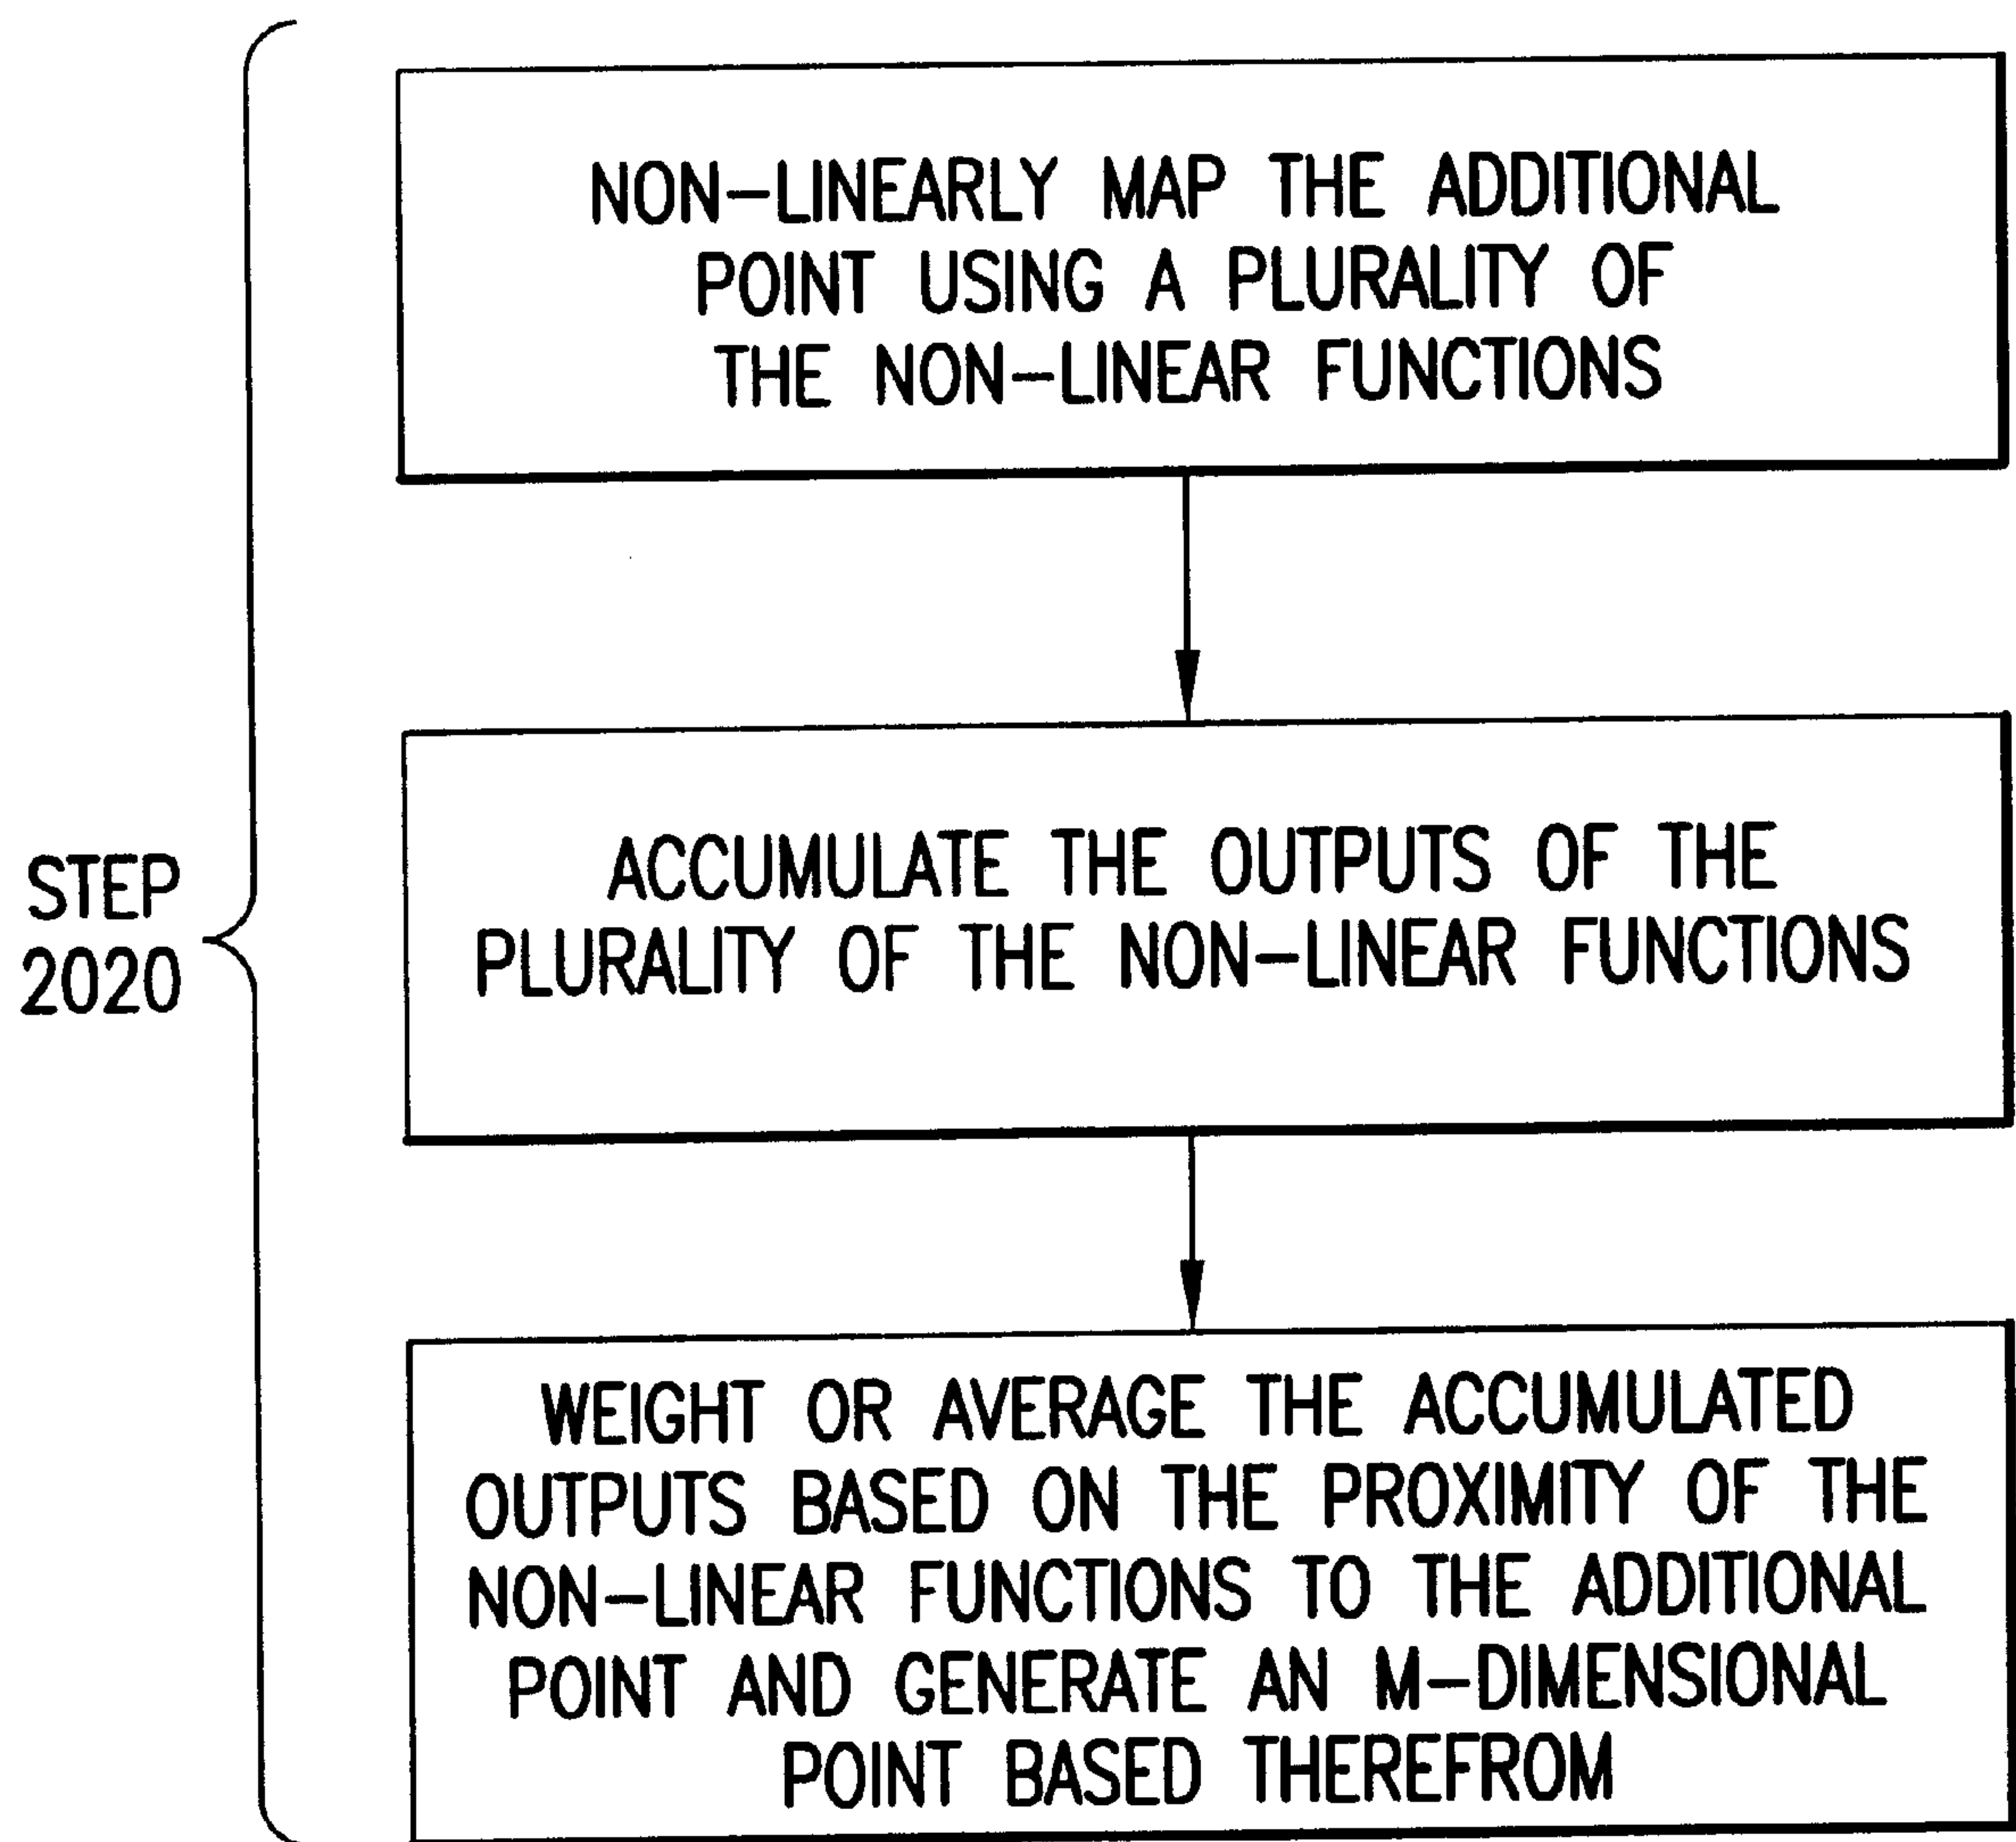 NON-LINEARLY MAP THE ADDITIONAL
POINT USING A PLURALITY OF
THE NON-LINEAR FUNCTIONS
STEP
2020
ACCUMULATE THE OUTPUTS OF THE
PLURALITY OF THE NON-LINEAR FUNCTIONS
WEIGHT OR AVERAGE THE ACCUMULATED
OUTPUTS BASED ON THE PROXIMITY OF THE
NON-LINEAR FUNCTIONS TO THE ADDITIONAL
POINT AND GENERATE AN M-DIMENSIONAL
POINT BASED THEREFROM